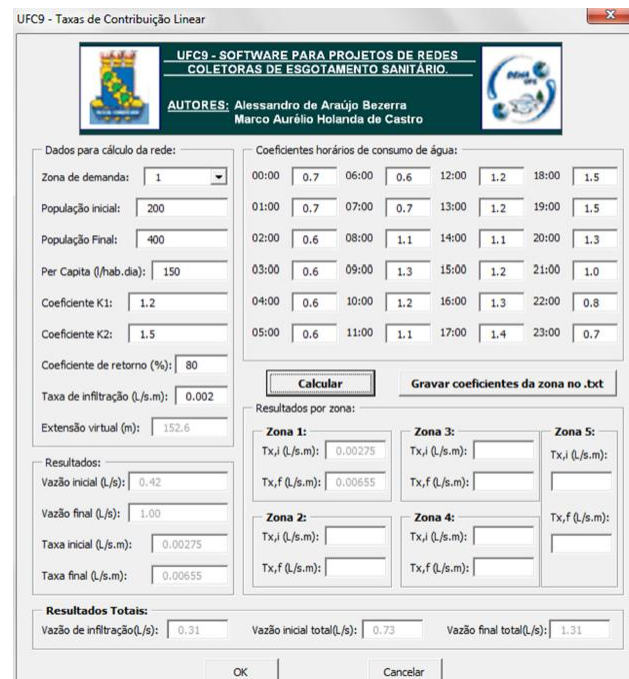 UFC9 - Taxas de Contribuição Linear
UFC9 - SOFTWARE PARA PROJETOS DE REDES
COLETORAS DE ESGOTAMENTO SANITÁRIO.
AUTORES: Alessandro de Araújo Bezerra
Marco Aurélio Holanda de Castro
Dados para cálculo da rede:
Zona de demanda: 1
População inicial: 200
População Final: 400
Per Capita (l/hab.dia): 150
Coeficiente K1: 1.2
Coeficiente K2: 1.5
Coeficiente de retorno (%): 80
Taxa de infiltração (L/s.m): 0.002
Extensão virtual (m): 152.6
Coeficientes horários de consumo de água:
00:00 0.7 06:00 0.6 12:00 1.2 18:00 1.5
01:00 0.7 07:00 0.7 13:00 1.2 19:00 1.5
02:00 0.6 08:00 1.1 14:00 1.1 20:00 1.3
03:00 0.6 09:00 1.3 15:00 1.2 21:00 1.0
04:00 0.6 10:00 1.2 16:00 1.3 22:00 0.8
05:00 0.6 11:00 1.1 17:00 1.4 23:00 0.7
Calcular Gravar coeficientes da zona no .txt
Resultados:
Vazão inicial (L/s): 0.42
Vazão final (L/s): 1.00
Taxa inicial (L/s.m): 0.00275
Taxa final (L/s.m): 0.00655
Resultados por zona:
Zona 1:
Tx,i (L/s.m): 0.00275
Tx,f (L/s.m): 0.00655
Zona 2:
Tx,i (L/s.m):
Tx,f (L/s.m):
Zona 3:
Tx,i (L/s.m):
Tx,f (L/s.m):
Zona 4:
Tx,i (L/s.m):
Tx,f (L/s.m):
Zona 5:
Tx,i (L/s.m):
Tx,f (L/s.m):
Resultados Totais:
Vazão de infiltração(L/s): 0.31 Vazão inicial total(L/s): 0.73 Vazão final total(L/s): 1.31
OK Cancelar